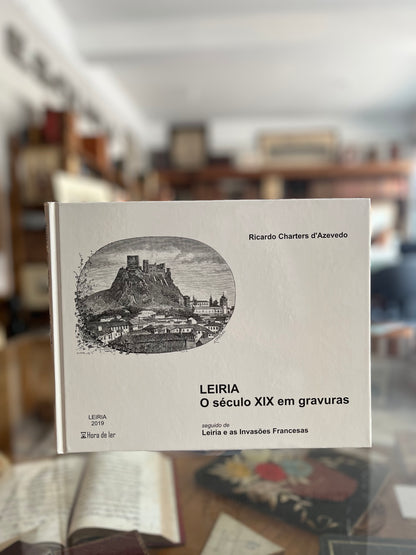 Ricardo Charters d'Azevedo
LEIRIA
O século XIX em gravuras
seguido de
Leiria e as Invasões Francesas
LEIRIA
2019
Hora de ler